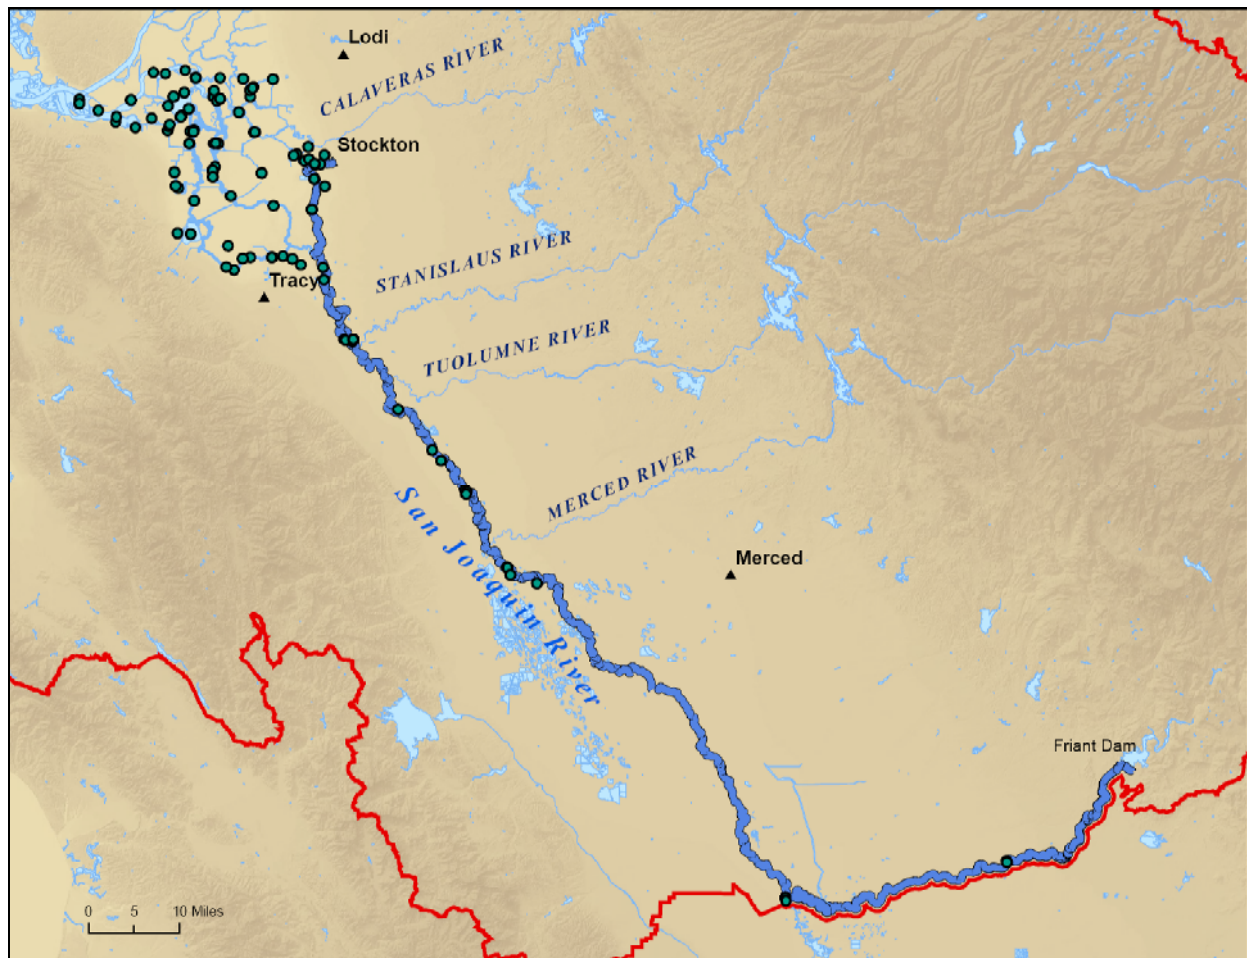 Lodi
CALAVERAS RIVER
Stockton
STANISLAUS RIVER
Tracy
TUOLUMNE RIVER
MERCED RIVER
San Joaquin River
Merced
Friant Dam
0 5 10 Miles